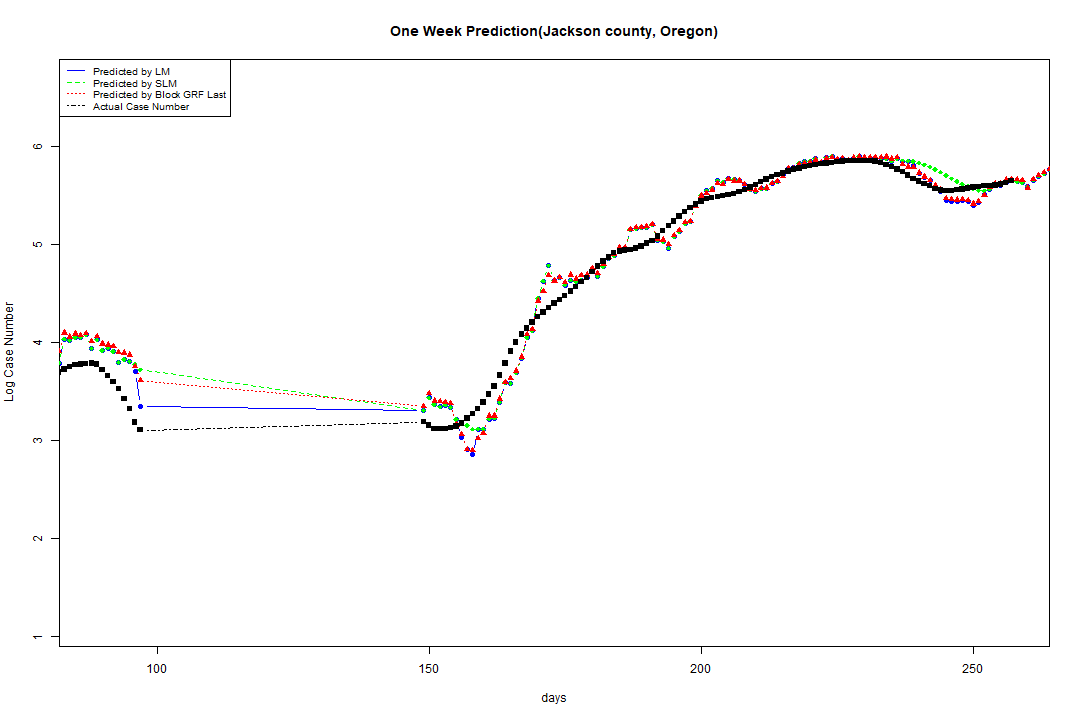 One Week Prediction(Jackson county, Oregon)
Predicted by LM
Predicted by SLM
Predicted by Block GRF Last
Actual Case Number
6
5
4
3
2
1
Log Case Number
100 150 200 250
days